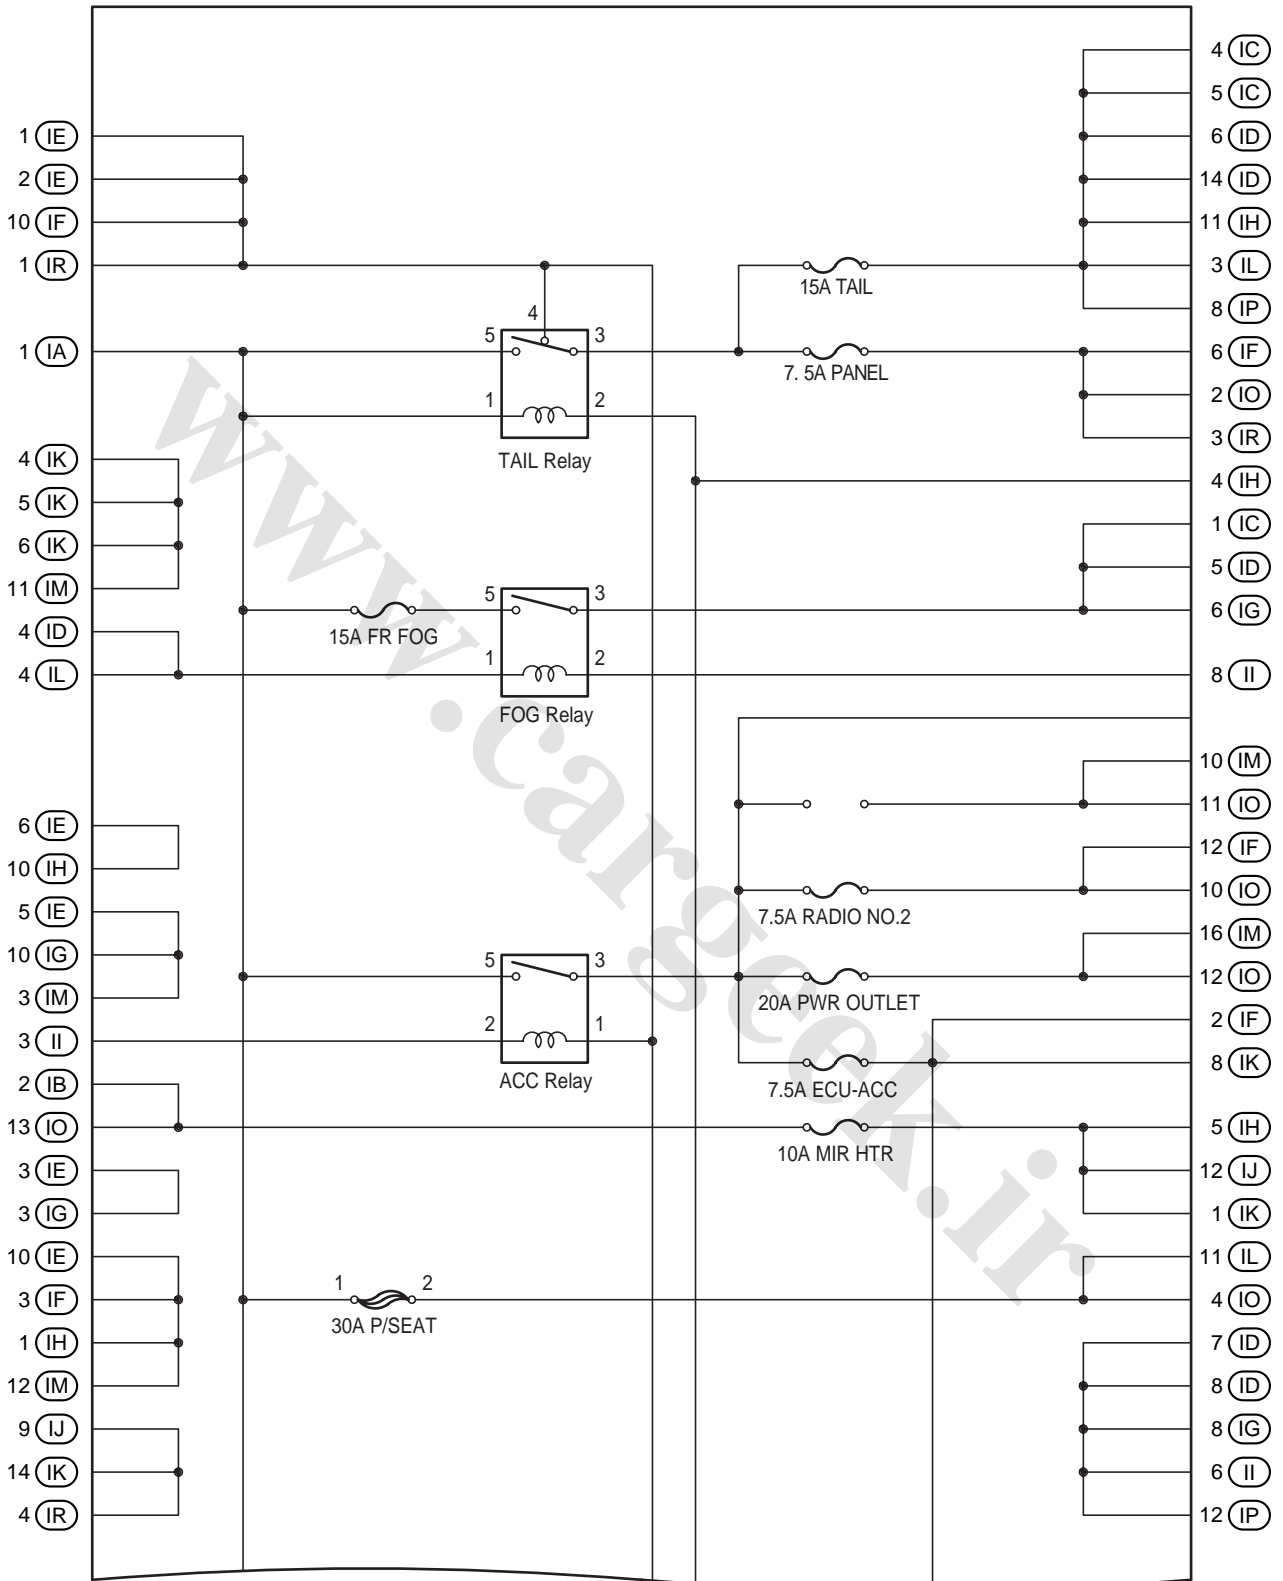 4 IC
5 IC
1 IE
6 ID
2 IE
14 ID
10 IF
11 IH
1 IR
3 IL
15A TAIL
8 IP
4
5
3
1 IA
6 IF
7. 5A PANEL
2 IO
1
2
3 IR
TAIL Relay
4 IK
4 IH
5 IK
1 IC
6 IK
5 ID
11 IM
5
3
6 IG
15A FR FOG
4 ID
1
2
4 IL
8 II
FOG Relay
10 IM
11 IO
6 IE
12 IF
10 IH
10 IO
7.5A RADIO NO.2
5 IE
16 IM
10 IG
5
3
12 IO
3 IM
20A PWR OUTLET
2 IF
2
1
3 II
8 IK
ACC Relay
7.5A ECU-ACC
2 IB
13 IO
5 IH
10A MIR HTR
3 IE
12 IJ
3 IG
1 IK
10 IE
11 IL
1
2
3 IF
4 IO
30A P/SEAT
1 IH
7 ID
12 IM
8 ID
9 IJ
8 IG
14 IK
6 II
4 IR
12 IP
www.cargeek.ir